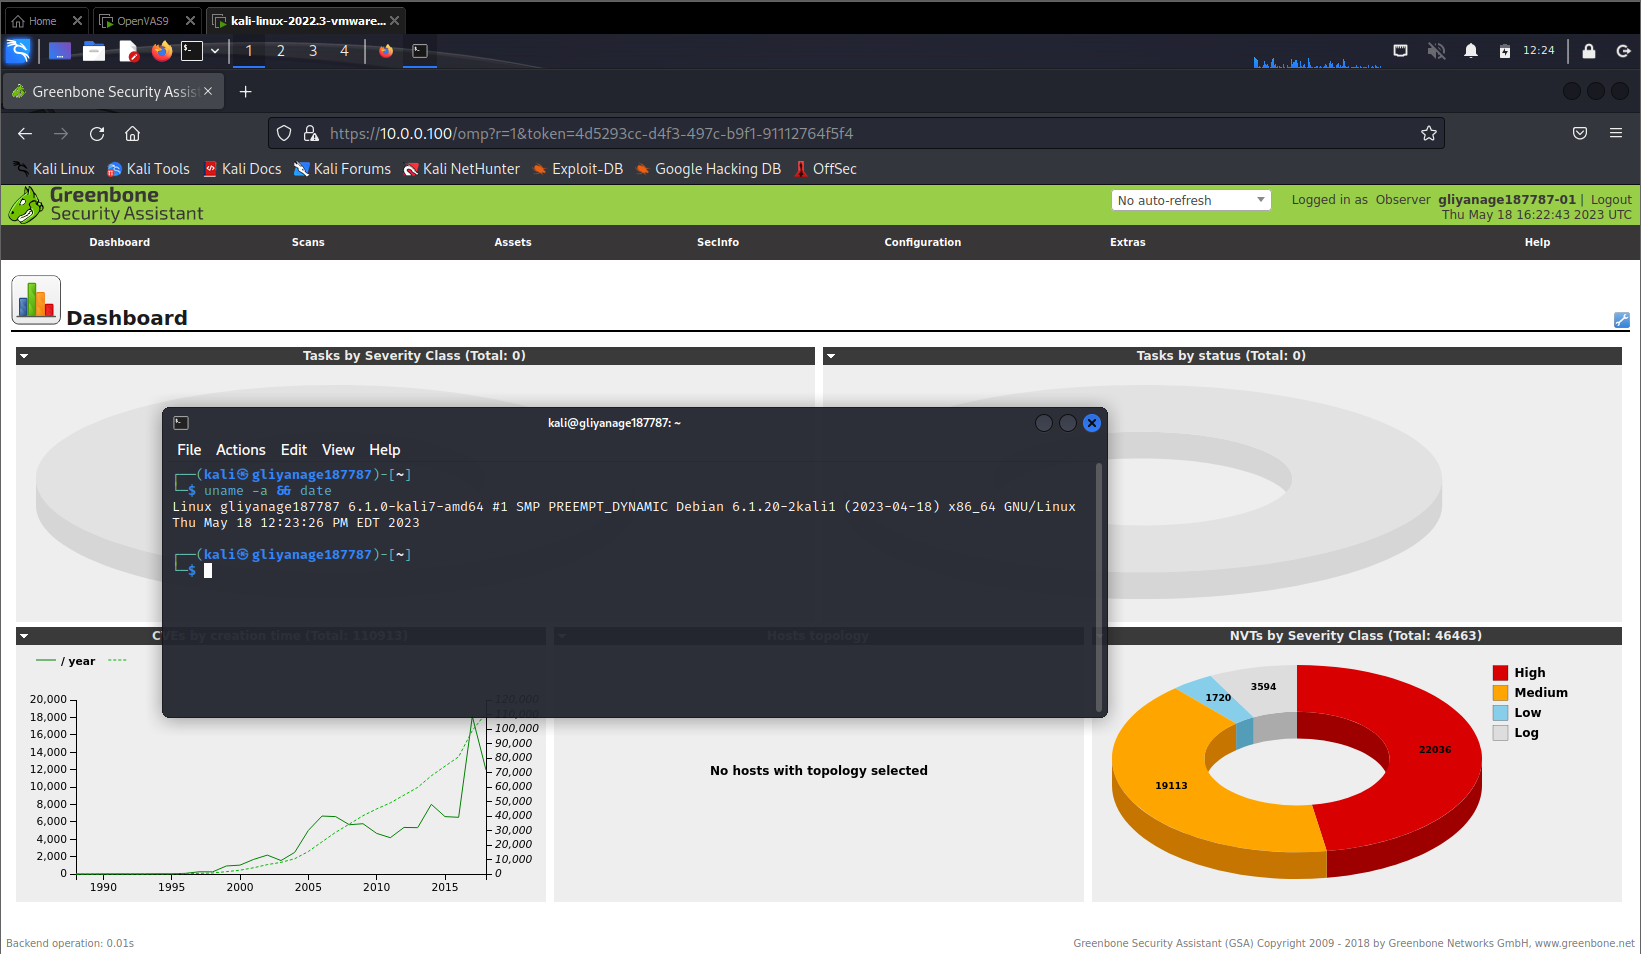 Home
OpenVAS9
kali-linux-2022.3-vmware...
1 2 3 4
12:24
Greenbone Security Assis
https://10.0.0.100/omp?r=1&token=4d5293cc-d4f3-497c-b9f1-91112764f5f4
Kali Linux Kali Tools Kali Docs Kali Forums Kali NetHunter Exploit-DB Google Hacking DB OffSec
Greenbone
Security Assistant
No auto-refresh
Logged in as Observer gliyanage187787-01 | Logout
Thu May 18 16:22:43 2023 UTC
Dashboard Scans Assets SecInfo Configuration Extras Help
Dashboard
Tasks by Severity Class (Total: 0)
Tasks by status (Total: 0)
kali@gliyanage187787: ~
File Actions Edit View Help
┌──(kali㉿gliyanage187787)-[~]
└─$ uname -a && date
Linux gliyanage187787 6.1.0-kali7-amd64 #1 SMP PREEMPT_DYNAMIC Debian 6.1.20-2kali1 (2023-04-18) x86_64 GNU/Linux
Thu May 18 12:23:26 PM EDT 2023
┌──(kali㉿gliyanage187787)-[~]
└─$
CVEs by creation time (Total: 110913)
/ year
20,000
18,000
16,000
14,000
12,000
10,000
8,000
6,000
4,000
2,000
0
120,000
110,000
100,000
90,000
80,000
70,000
60,000
50,000
40,000
30,000
20,000
10,000
0
1990 1995 2000 2005 2010 2015
Hosts topology
No hosts with topology selected
NVTs by Severity Class (Total: 46463)
3594
1720
22036
19113
High
Medium
Low
Log
Backend operation: 0.01s
Greenbone Security Assistant (GSA) Copyright 2009 - 2018 by Greenbone Networks GmbH, www.greenbone.net